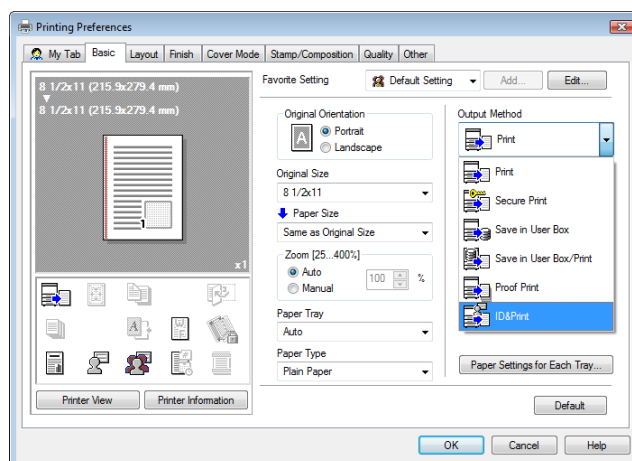 Printing Preferences
My Tab Basic Layout Finish Cover Mode Stamp/Composition Quality Other
8 1/2x11 (215.9x279.4 mm)
8 1/2x11 (215.9x279.4 mm)
1
x1
Printer View Printer Information
Favorite Setting Default Setting Add... Edit...
Original Orientation
A Portrait
Landscape
Original Size
8 1/2x11
Paper Size
Same as Original Size
Zoom [25...400%]
Auto
Manual
100 %
Paper Tray
Auto
Paper Type
Plain Paper
Output Method
Print
Print
Secure Print
Save in User Box
Save in User Box/Print
Proof Print
ID&Print
Paper Settings for Each Tray...
Default
OK Cancel Help